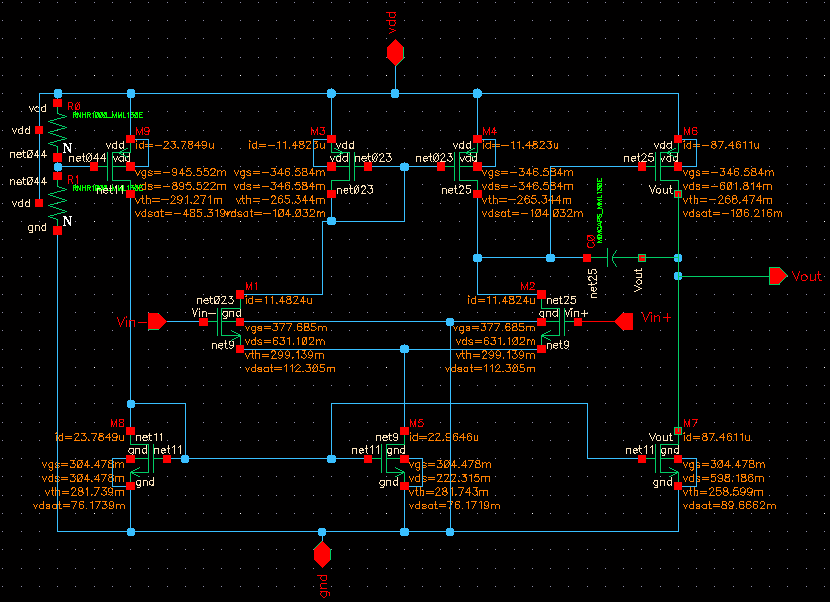 vdd
vdd
R0
RNHR1000_MML130E
vdd
N
net044
net044
R1
RNHR1000_MML130E
vdd
N
gnd
M9
id=-23.7849u
vdd
vdd
net044
net11
vgs=-945.552m
vds=-895.522m
vth=-291.271m
vdsat=-485.319m
M3
id=-11.4823u
vdd
vdd
net023
net023
vgs=-346.584m
vds=-346.584m
vth=-265.344m
vdsat=-104.032m
M4
id=-11.4823u
vdd
vdd
net023
net25
vgs=-346.584m
vds=-346.584m
vth=-265.344m
vdsat=-104.032m
id=-87.4611u
vdd
vdd
net25
Vout
vgs=-346.584m
vds=-601.814m
vth=-268.474m
vdsat=-106.216m
net25
Vout
Vout
M1
net023
id=11.4824u
Vin-
gnd
Vin-
net9
vgs=377.685m
vds=631.102m
vth=299.139m
vdsat=112.305m
M2
net25
id=11.4824u
gnd
Vin+
Vin+
net9
vgs=377.685m
vds=631.102m
vth=299.139m
vdsat=112.305m
id=23.7849u
net11
gnd
net11
gnd
vgs=304.478m
vds=304.478m
vth=281.739m
vdsat=76.1739m
M5
id=22.9646u
net9
net11
gnd
gnd
vgs=304.478m
vds=222.315m
vth=281.743m
vdsat=76.1719m
M7
id=87.4611u
Vout
net11
gnd
gnd
vgs=304.478m
vds=598.186m
vth=258.599m
vdsat=89.6662m
gnd